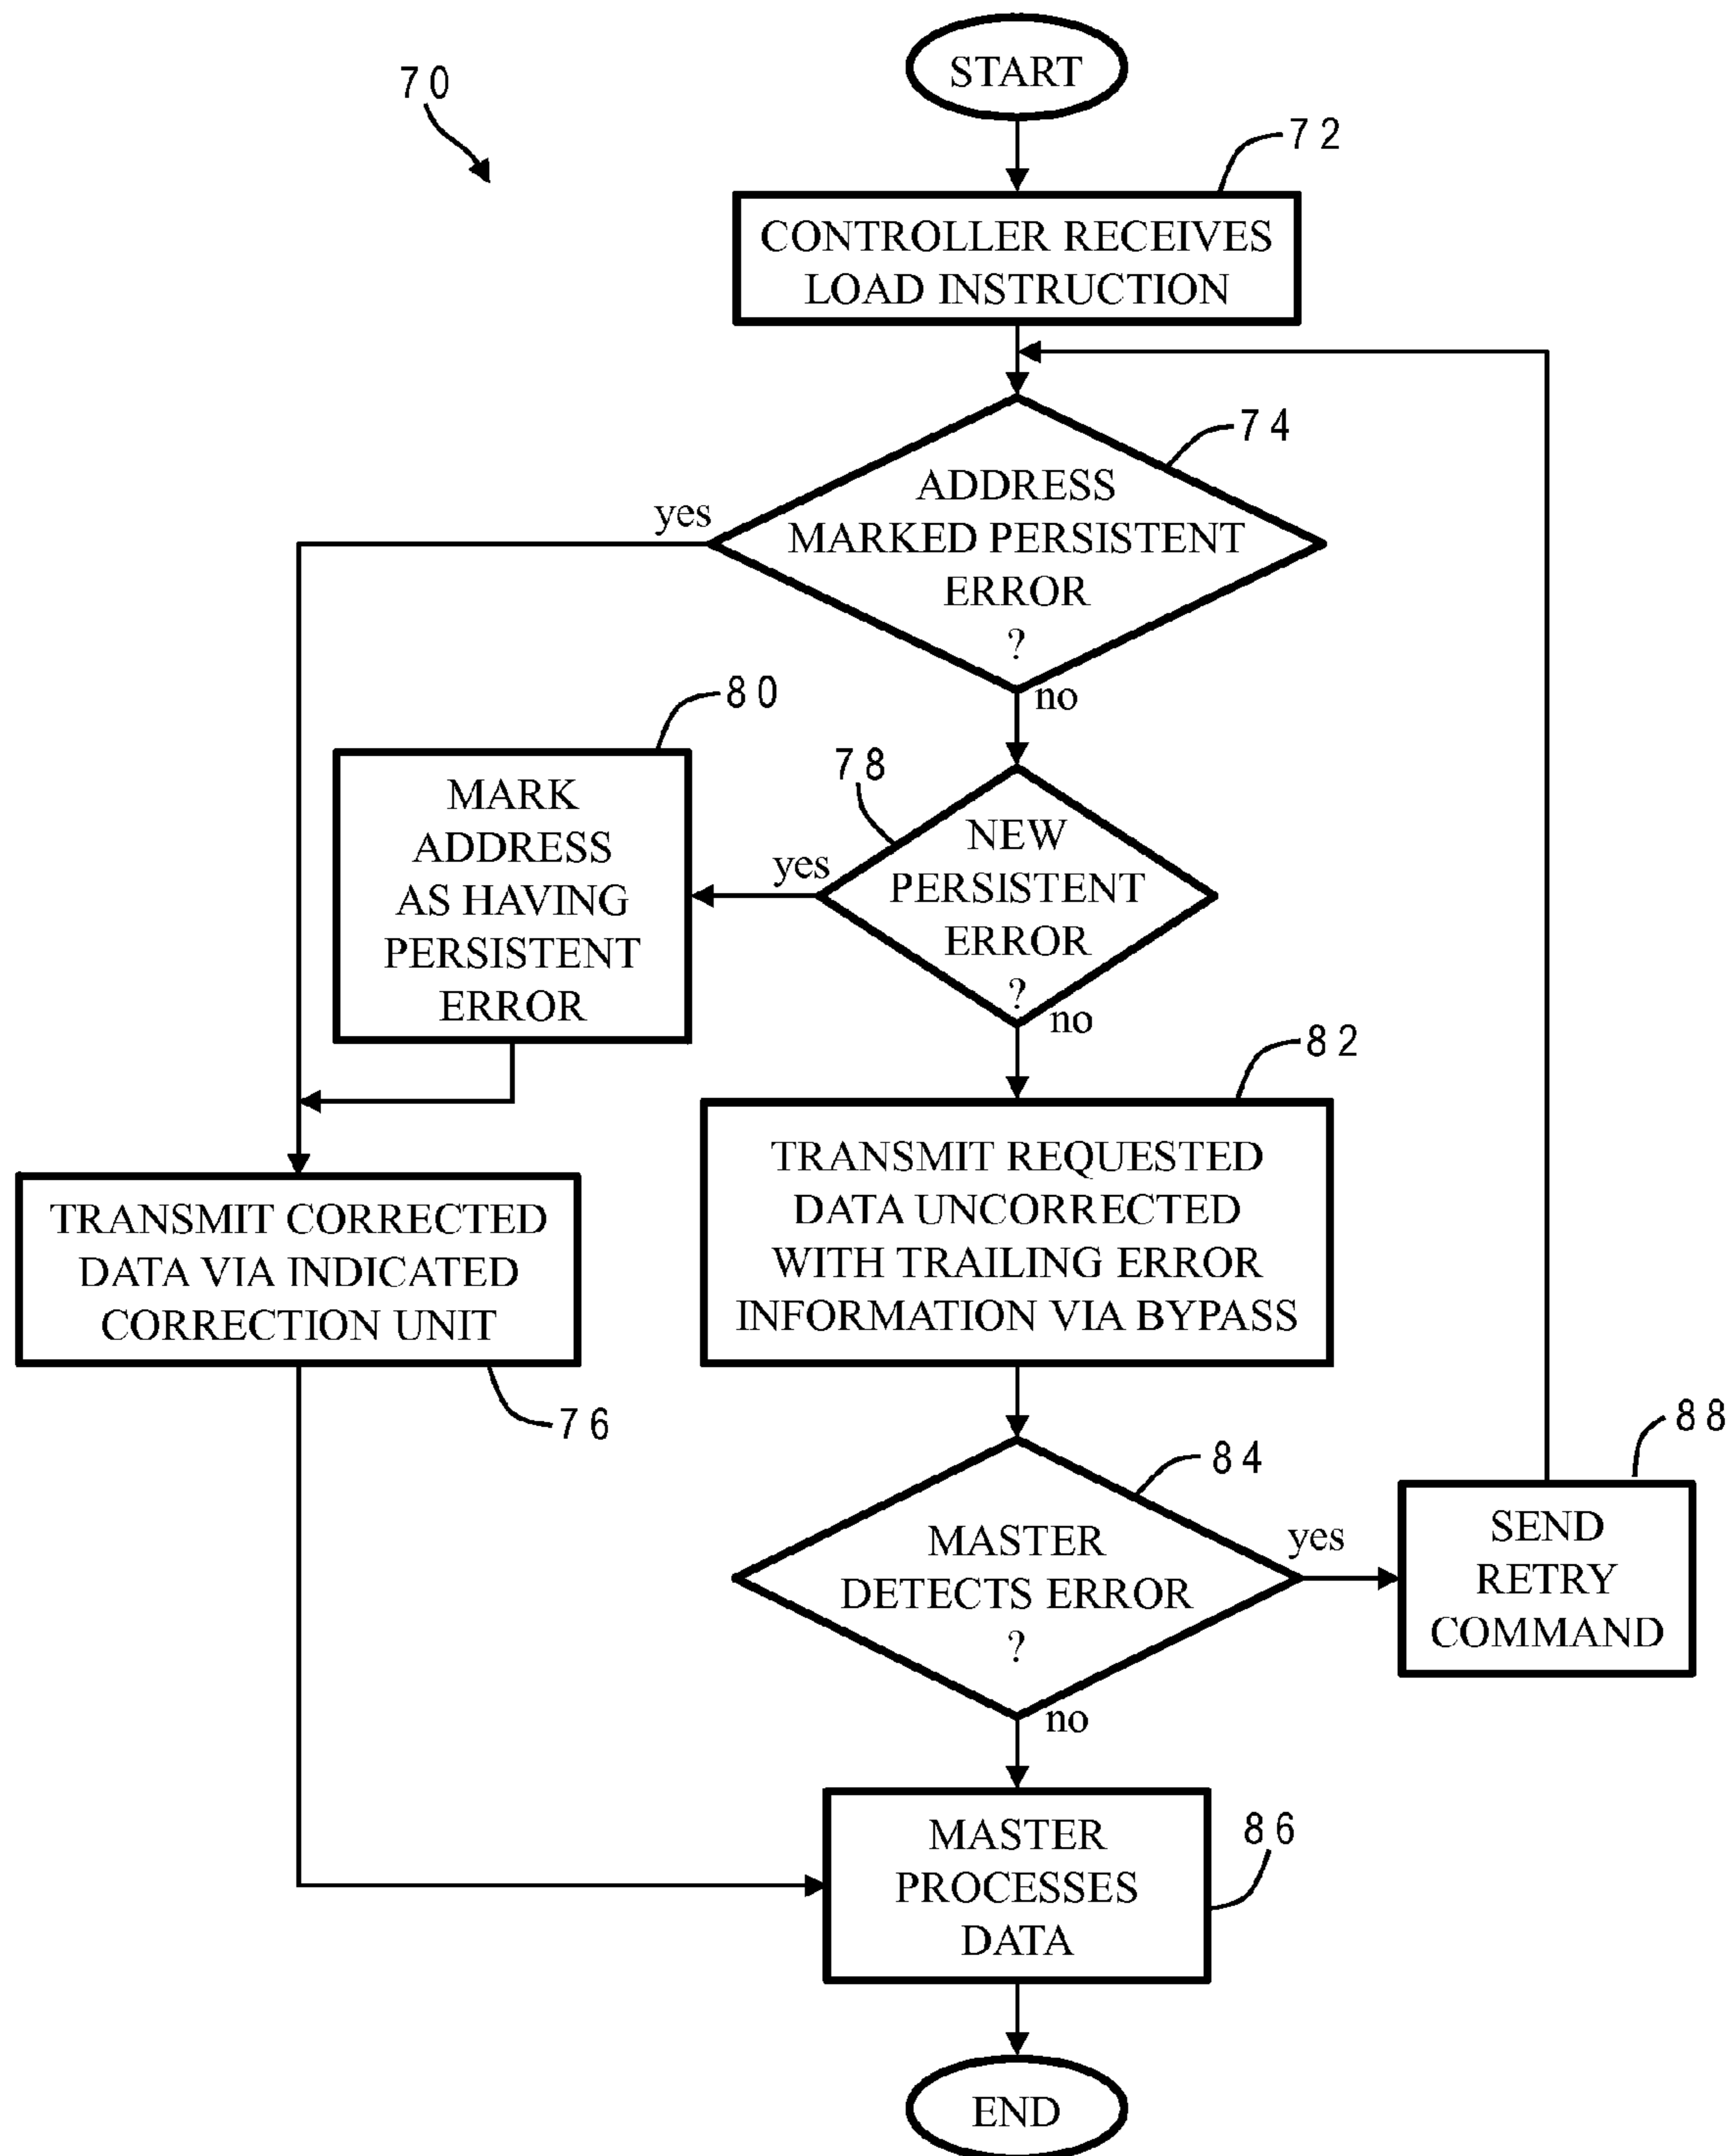 START
70
72
CONTROLLER RECEIVES
LOAD INSTRUCTION
74
ADDRESS
MARKED PERSISTENT
ERROR
?
yes
no
80
MARK
ADDRESS
AS HAVING
PERSISTENT
ERROR
78
NEW
PERSISTENT
ERROR
?
yes
no
82
TRANSMIT REQUESTED
DATA UNCORRECTED
WITH TRAILING ERROR
INFORMATION VIA BYPASS
TRANSMIT CORRECTED
DATA VIA INDICATED
CORRECTION UNIT
76
84
MASTER
DETECTS ERROR
?
yes
no
88
SEND
RETRY
COMMAND
MASTER
PROCESSES
DATA
86
END